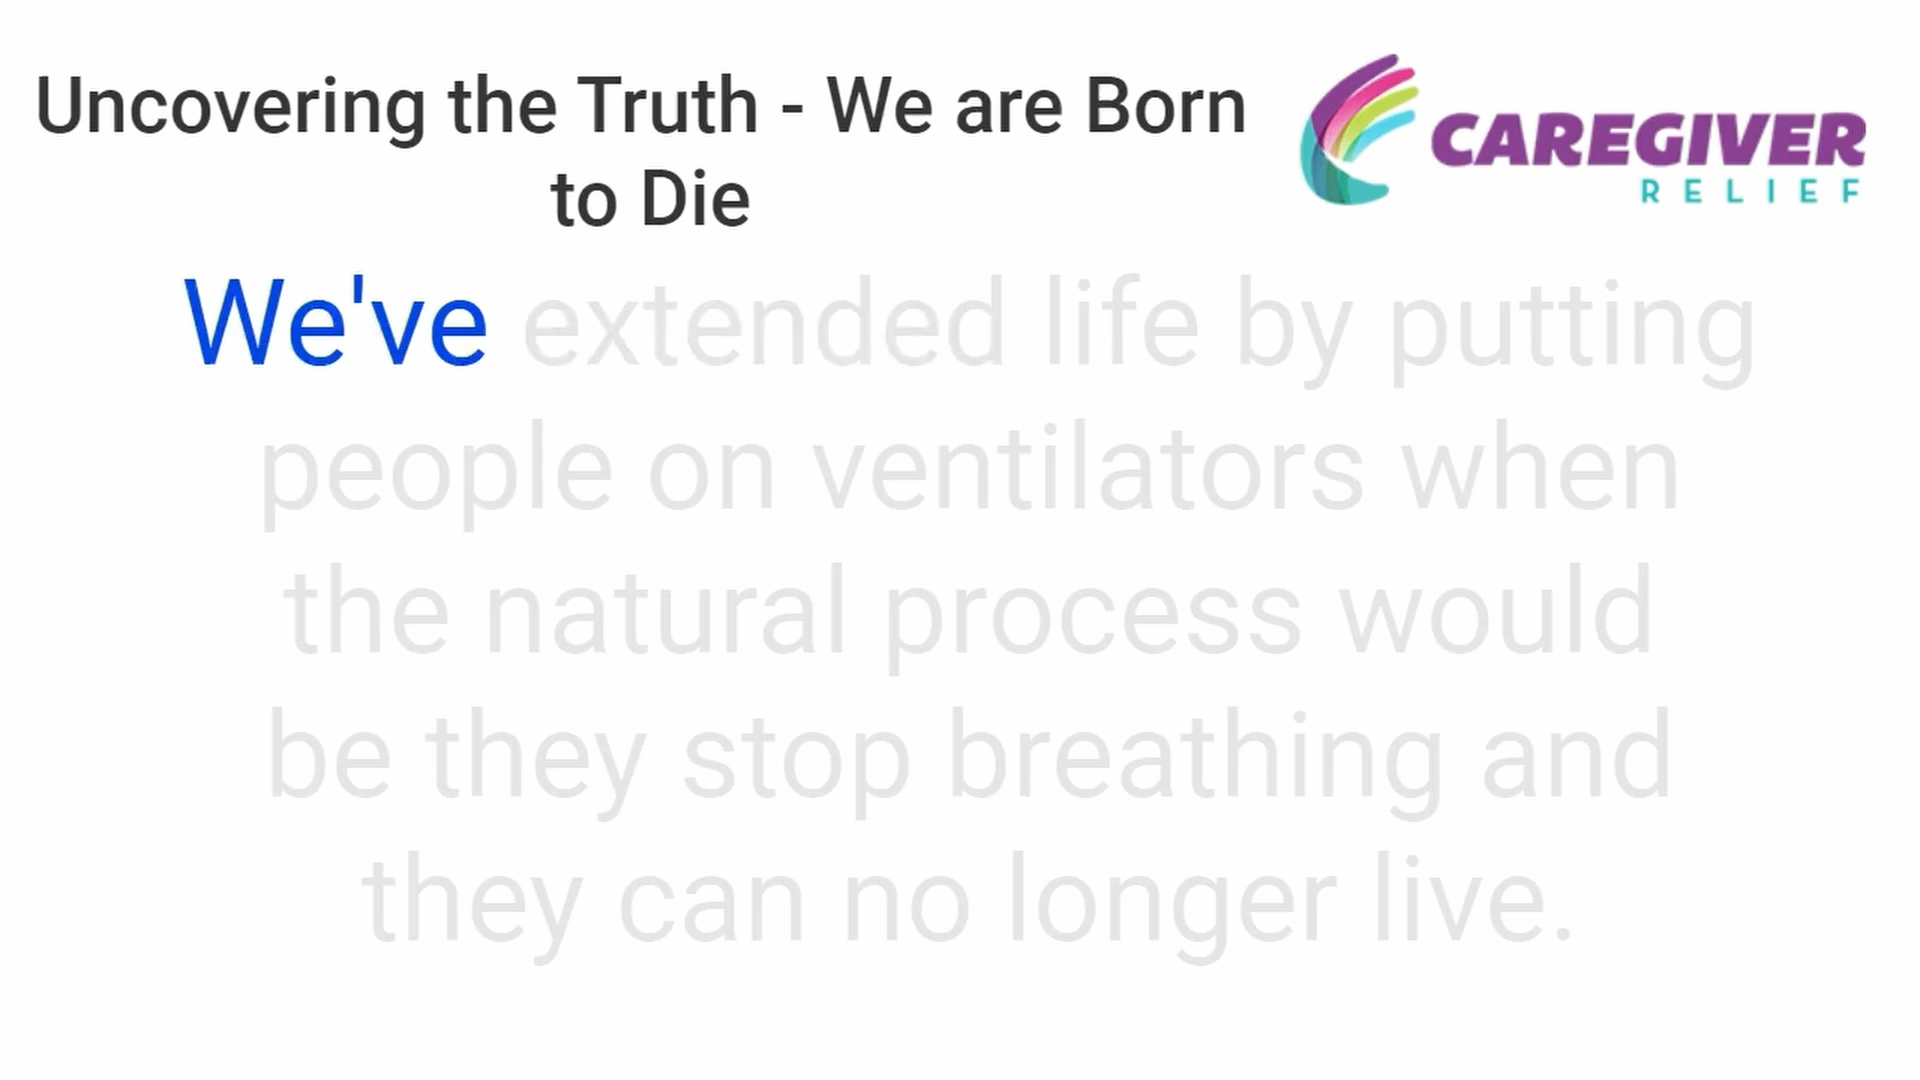 Uncovering the Truth - We are Born
to Die
CAREGIVER
RELIEF
We've extended life by putting
people on ventilators when
the natural process would
be they stop breathing and
they can no longer live.